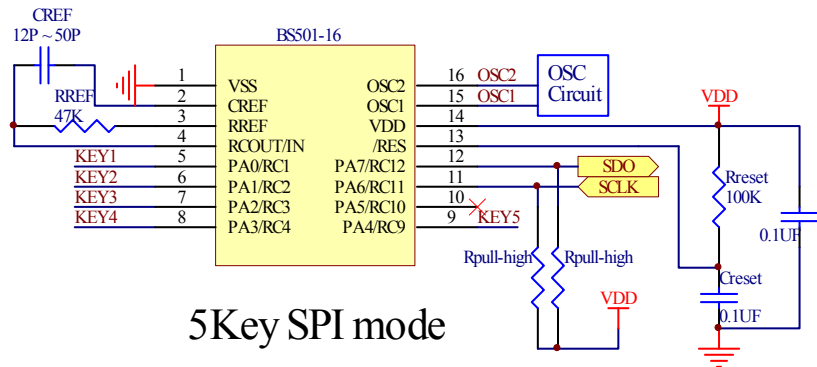 CREF
12P ~ 50P
BS501-16
1 VSS
2 CREF
RREF
47K
3 RREF
4 RCOUT/IN
KEY1 5 PA0/RC1
KEY2 6 PA1/RC2
KEY3 7 PA2/RC3
KEY4 8 PA3/RC4
OSC2 16 OSC2
OSC1 15 OSC1
OSC
Circuit
VDD 14
/RES 13
PA7/RC12 12 SDO
PA6/RC11 11 SCLK
PA5/RC10 10
PA4/RC9 9 KEY5
VDD
Rreset
100K
0.1UF
Rpull-high
Rpull-high
Creset
0.1UF
VDD
5Key SPI mode